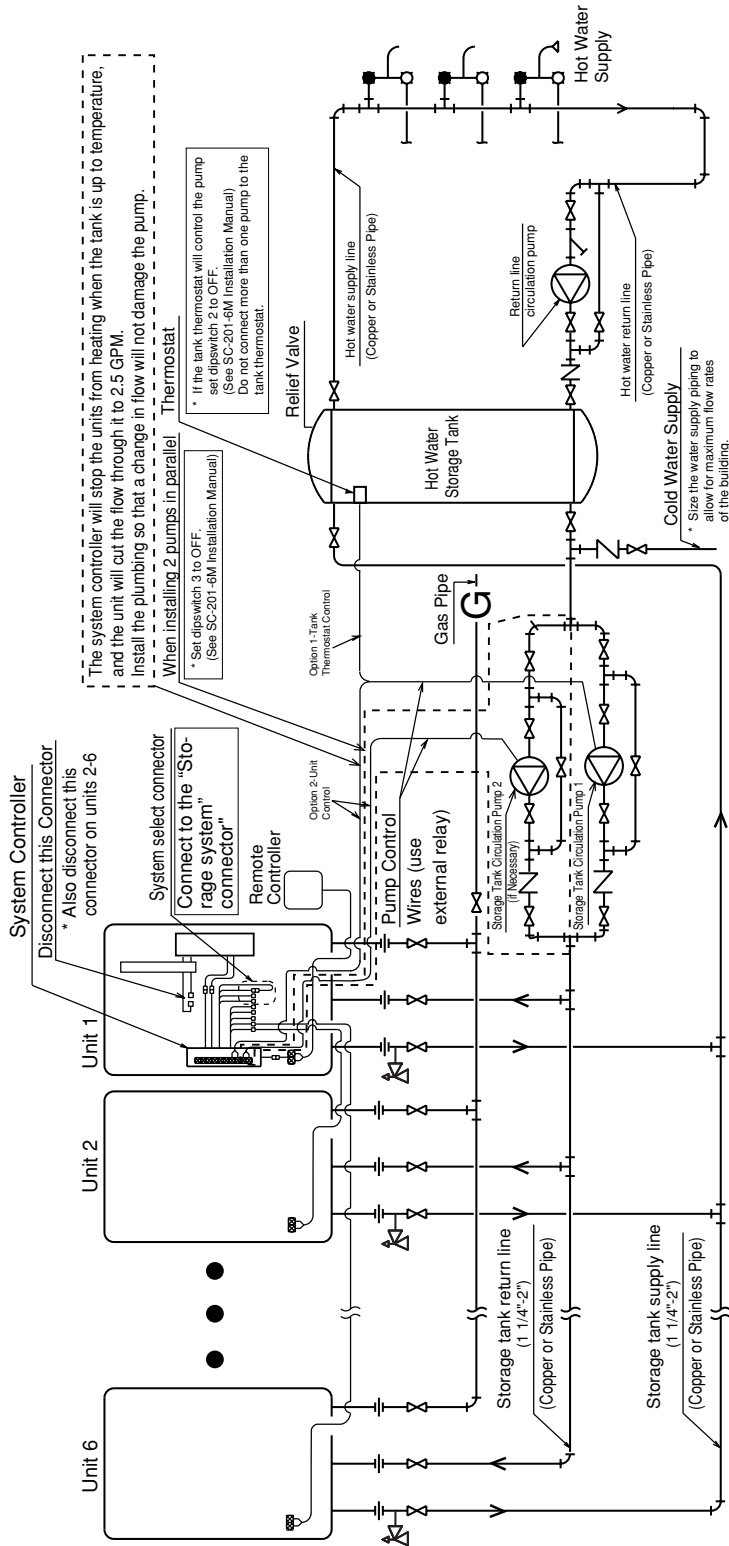 The system controller will stop the units from heating when the tank is up to temperature,
and the unit will cut the flow through it to 2.5 GPM.
Install the plumbing so that a change in flow will not damage the pump.
System Controller
Disconnect this Connector
* Also disconnect this
connector on units 2-6
When installing 2 pumps in parallel
* Set dipswitch 3 to OFF.
(See SC-201-6M Installation Manual)
Thermostat
* If the tank thermostat will control the pump
set dipswitch 2 to OFF.
(See SC-201-6M Installation Manual)
Do not connect more than one pump to the
tank thermostat.
System select connector
Connect to the "Sto-
rage system"
connector"
Remote
Controller
Unit 6
Unit 2
Unit 1
Option 2-Unit
Control
Option 1-Tank
Thermostat Control
Relief Valve
Hot Water
Storage Tank
Hot water supply line
(Copper or Stainless Pipe)
Hot Water
Supply
Pump Control
Wires (use
external relay)
Gas Pipe
G
Storage Tank Circulation Pump 2
(if Necessary)
Storage Tank Circulation Pump 1
Return line
circulation pump
Hot water return line
(Copper or Stainless Pipe)
Cold Water Supply
* Size the water supply piping to
allow for maximum flow rates
of the building.
Storage tank return line
(1 1/4"-2")
(Copper or Stainless Pipe)
Storage tank supply line
(1 1/4"-2")
(Copper or Stainless Pipe)